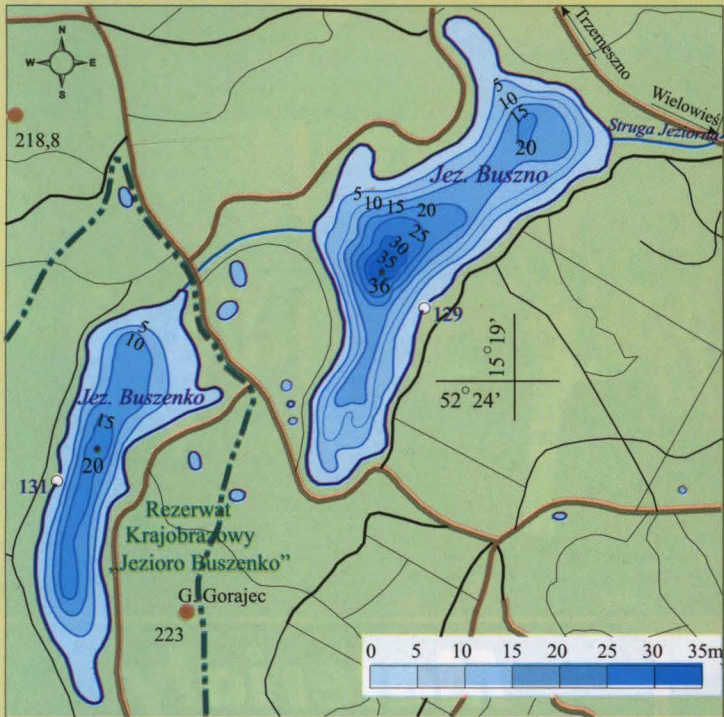 N
W E
S
Trzemeszno
Wielowieś
218,8
Struga Jeziorna
5
10
15
20
Jez. Buszno
5 10 15 20
25
30
35
36
129
15°19'
52°24'
5
10
Jez. Buszenko
15
20
131
Rezerwat
Krajobrazowy
„Jezioro Buszenko”
G. Gorajec
223
0 5 10 15 20 25 30 35m